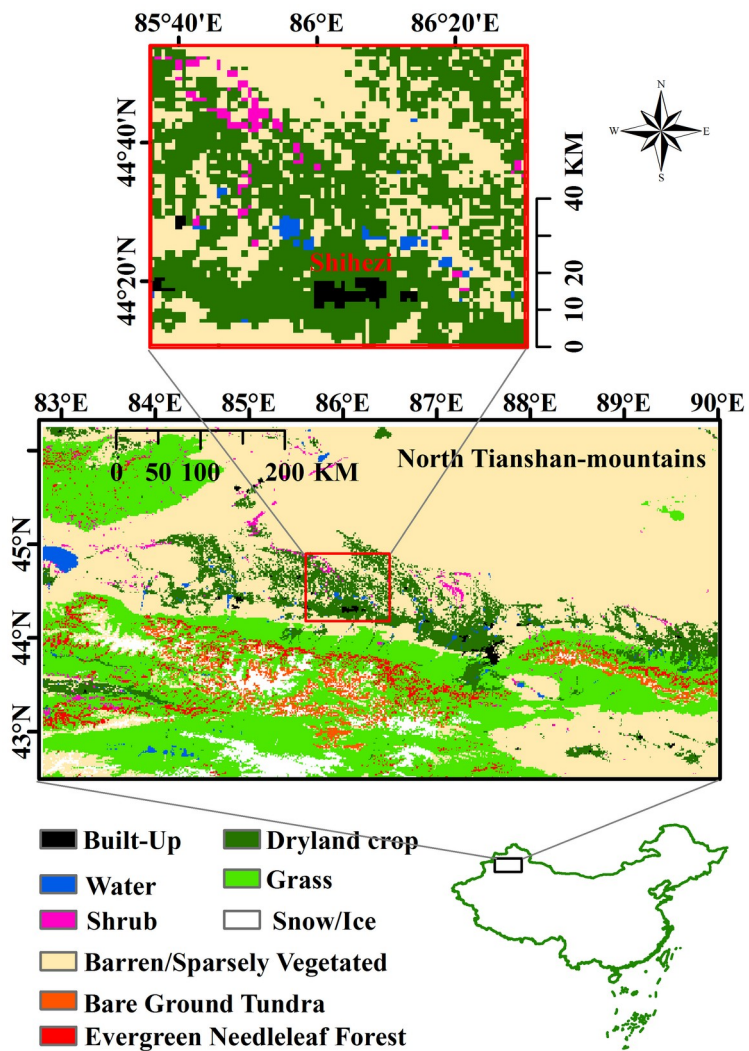 85°40'E 86°E 86°20'E
44°40'N
44°20'N
Shihezi
0 10 20 40 KM
N
W E
S
83°E 84°E 85°E 86°E 87°E 88°E 89°E 90°E
0 50 100 200 KM
North Tianshan-mountains
45°N
44°N
43°N
Built-Up
Dryland crop
Water
Grass
Shrub
Snow/Ice
Barren/Sparsely Vegetated
Bare Ground Tundra
Evergreen Needleleaf Forest